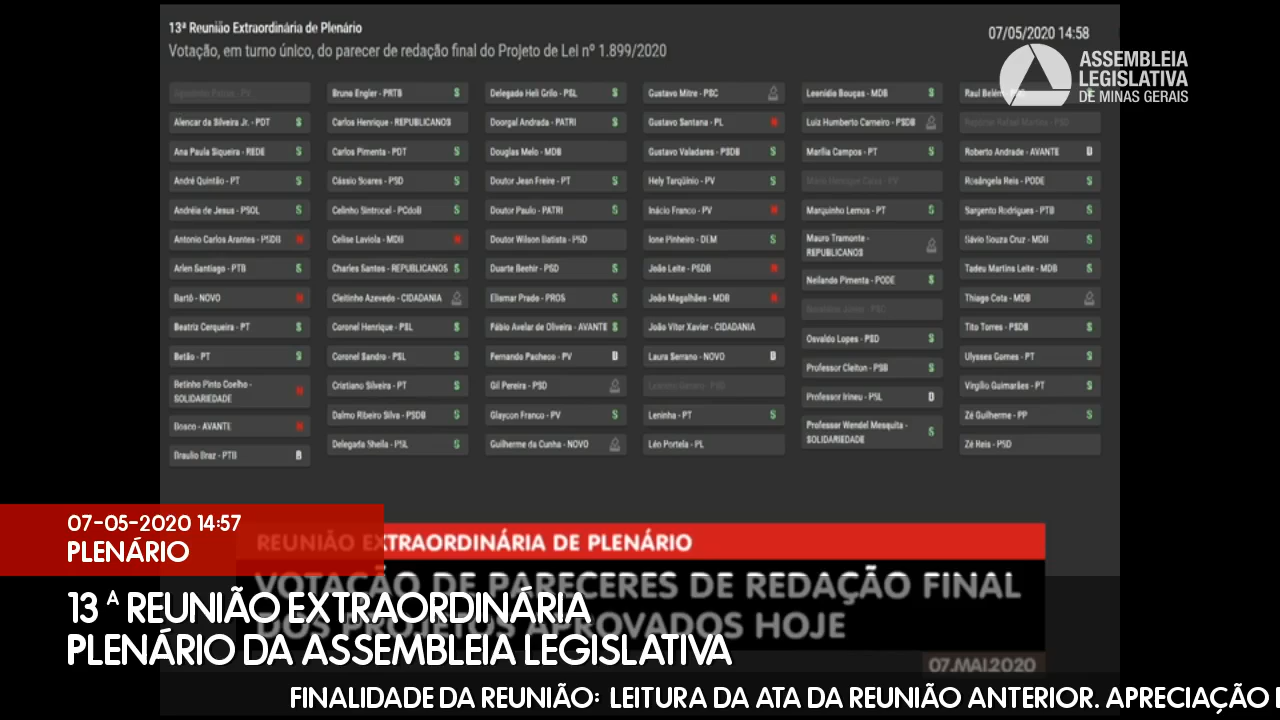 13ª Reunião Extraordinária de Plenário
Votação, em turno único, do parecer de redação final do Projeto de Lei nº 1.899/2020
07/05/2020 14:58
ASSEMBLEIA
LEGISLATIVA
DE MINAS GERAIS
Alencar da Silveira Jr. - PDT S
Ana Paula Siqueira - REDE S
André Quintão - PT S
Andréia de Jesus - PSOL S
Antonio Carlos Arantes - PSDB N
Arlen Santiago - PTB S
Bartô - NOVO N
Beatriz Cerqueira - PT S
Betão - PT S
Betinho Pinto Coelho -
SOLIDARIEDADE N
Bosco - AVANTE N
Braulio Braz - PTB B
Bruno Engler - PRTB S
Carlos Henrique - REPUBLICANOS
Carlos Pimenta - PDT S
Cássio Soares - PSD S
Celinho Sintrocel - PCdoB S
Celise Laviola - MDB N
Charles Santos - REPUBLICANOS S
Cleitinho Azevedo - CIDADANIA
Coronel Henrique - PSL S
Coronel Sandro - PSL S
Cristiano Silveira - PT S
Dalmo Ribeiro Silva - PSDB S
Delegada Sheila - PSL S
Delegado Heli Grilo - PSL S
Doorgal Andrada - PATRI S
Douglas Melo - MDB
Doutor Jean Freire - PT S
Doutor Paulo - PATRI S
Doutor Wilson Batista - PSD
Duarte Bechir - PSD S
Elismar Prado - PROS S
Fábio Avelar de Oliveira - AVANTE S
Fernando Pacheco - PV B
Gil Pereira - PSD
Glaycon Franco - PV S
Guilherme da Cunha - NOVO
Gustavo Mitre - PSC
Gustavo Santana - PL N
Gustavo Valadares - PSDB S
Hely Tarqüínio - PV S
Inácio Franco - PV N
Ione Pinheiro - DEM S
João Leite - PSDB N
João Magalhães - MDB N
João Vítor Xavier - CIDADANIA
Laura Serrano - NOVO B
Leninha - PT S
Léo Portela - PL
Leonídio Bouças - MDB S
Luiz Humberto Carneiro - PSDB
Marília Campos - PT S
Marquinho Lemos - PT S
Mauro Tramonte -
REPUBLICANOS
Neilando Pimenta - PODE S
Osvaldo Lopes - PSD S
Professor Cleiton - PSB S
Professor Irineu - PSL B
Professor Wendel Mesquita -
SOLIDARIEDADE S
Raul Belém
Roberto Andrade - AVANTE B
Rosângela Reis - PODE S
Sargento Rodrigues - PTB S
Sávio Souza Cruz - MDB S
Tadeu Martins Leite - MDB S
Thiago Cota - MDB
Tito Torres - PSDB S
Ulysses Gomes - PT S
Virgílio Guimarães - PT S
Zé Guilherme - PP S
Zé Reis - PSD
07-05-2020 14:57
PLENÁRIO
REUNIÃO EXTRAORDINÁRIA DE PLENÁRIO
VOTAÇÃO DE PARECERES DE REDAÇÃO FINAL
DOS PROJETOS APROVADOS HOJE
07.MAI.2020
13 ª REUNIÃO EXTRAORDINÁRIA
PLENÁRIO DA ASSEMBLEIA LEGISLATIVA
FINALIDADE DA REUNIÃO: LEITURA DA ATA DA REUNIÃO ANTERIOR. APRECIAÇÃO